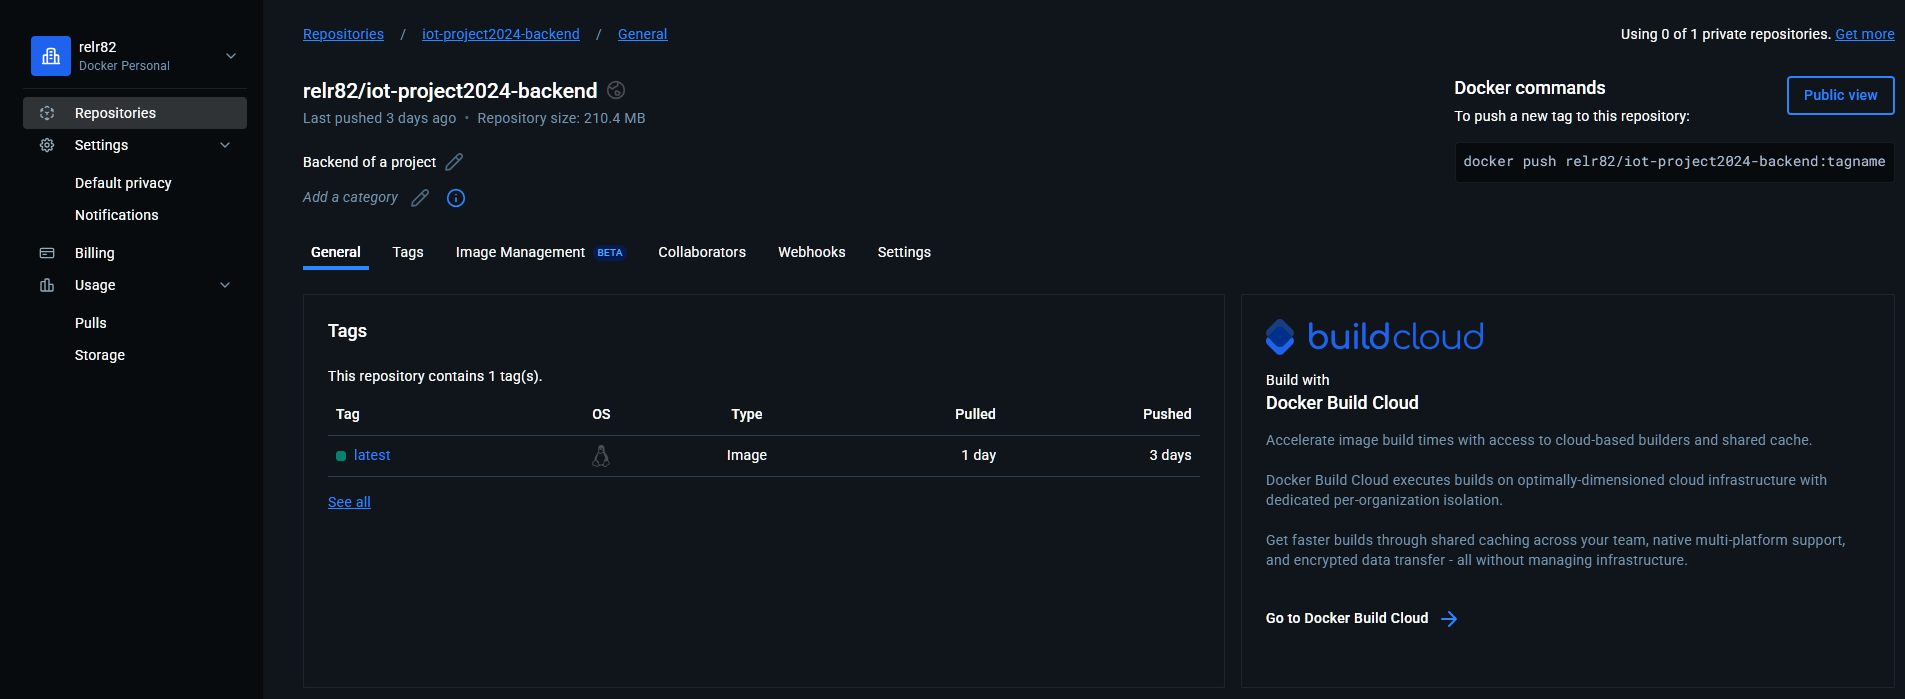 relr82
Docker Personal
Repositories
Settings
Default privacy
Notifications
Billing
Usage
Pulls
Storage
Repositories / iot-project2024-backend / General
Using 0 of 1 private repositories. Get more
relr82/iot-project2024-backend
Last pushed 3 days ago • Repository size: 210.4 MB
Backend of a project
Add a category
Docker commands
Public view
To push a new tag to this repository:
docker push relr82/iot-project2024-backend:tagname
General Tags Image Management BETA Collaborators Webhooks Settings
Tags
This repository contains 1 tag(s).
Tag OS Type Pulled Pushed
latest Image 1 day 3 days
See all
buildcloud
Build with
Docker Build Cloud
Accelerate image build times with access to cloud-based builders and shared cache.
Docker Build Cloud executes builds on optimally-dimensioned cloud infrastructure with
dedicated per-organization isolation.
Get faster builds through shared caching across your team, native multi-platform support,
and encrypted data transfer - all without managing infrastructure.
Go to Docker Build Cloud